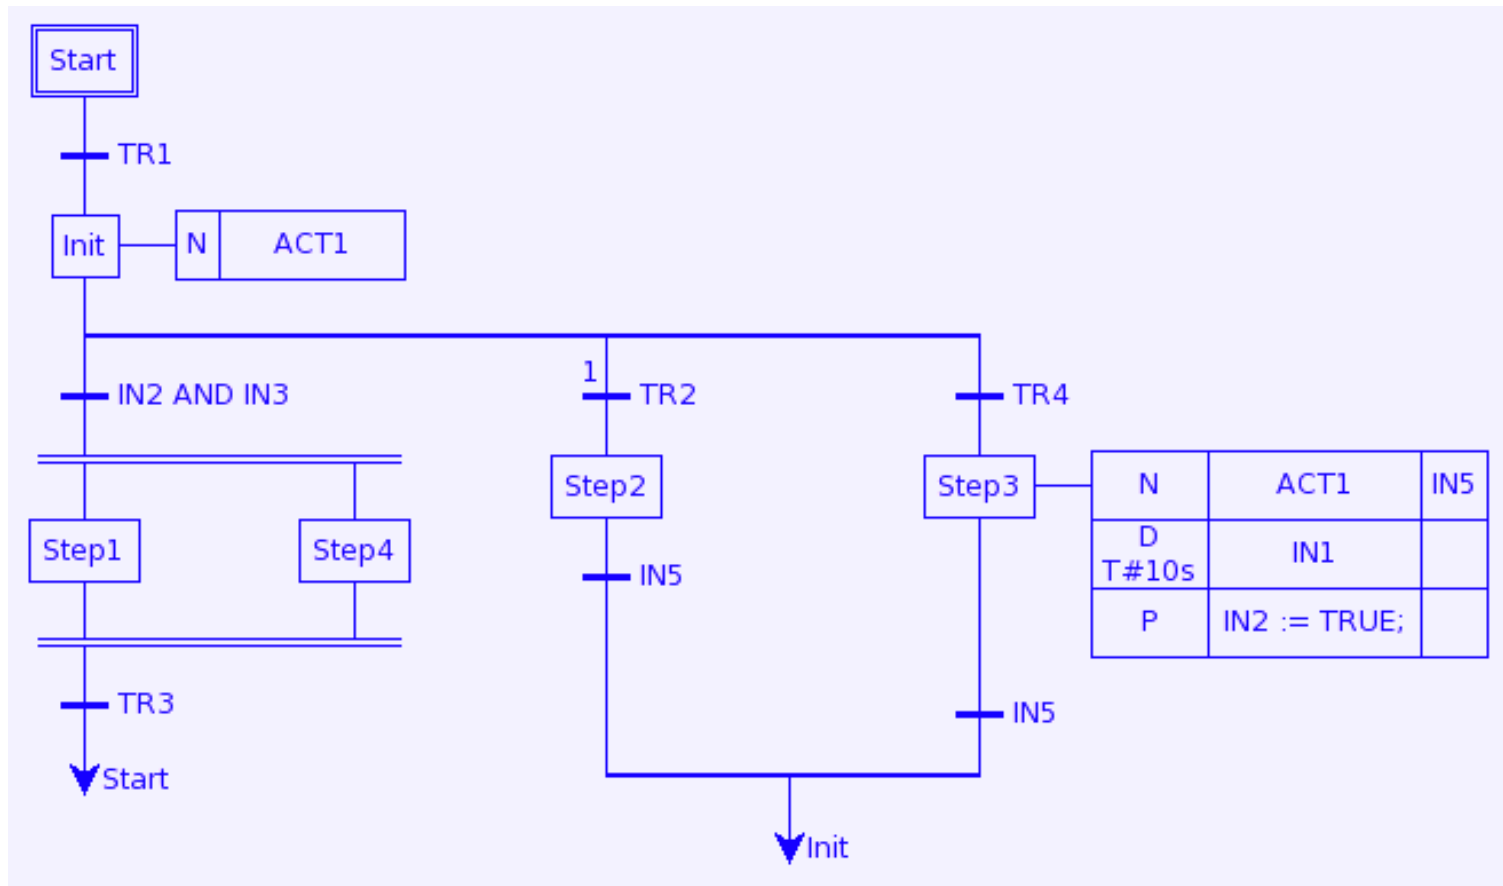 Start
TR1
Init
N
ACT1
IN2 AND IN3
1
TR2
TR4
Step1
Step4
Step2
Step3
N
ACT1
IN5
D
T#10s
IN1
P
IN2 := TRUE;
IN5
TR3
IN5
Start
Init